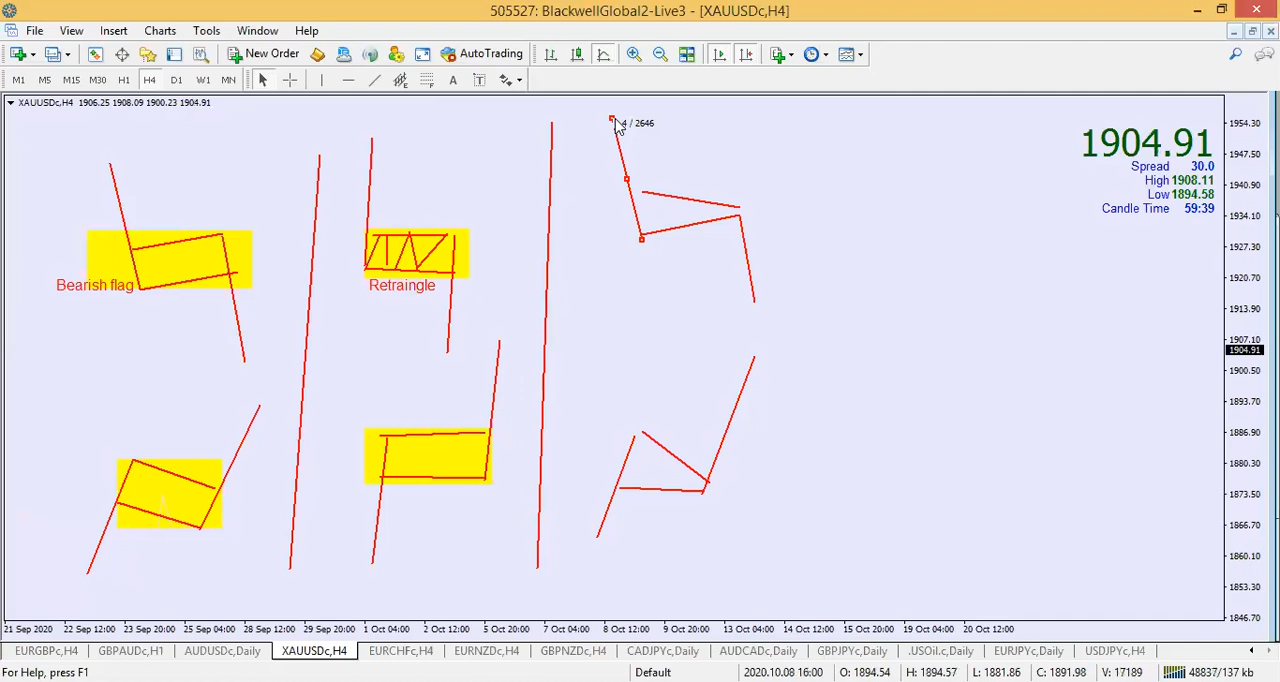 505527: BlackwellGlobal2-Live3 - [XAUUSDc,H4]
File View Insert Charts Tools Window Help
New Order AutoTrading
M1 M5 M15 M30 H1 H4 D1 W1 MN A T
XAUUSDc,H4 1906.25 1908.09 1900.23 1904.91
4 / 2646
1904.91
Spread 30.0
High 1908.11
Low 1894.58
Candle Time 59:39
Bearish flag
Retraingle
1954.30
1947.50
1940.90
1934.10
1927.30
1920.70
1913.90
1907.10
1904.91
1900.50
1893.70
1886.90
1880.30
1873.50
1866.70
1860.10
1853.30
1846.70
21 Sep 2020 22 Sep 12:00 23 Sep 20:00 25 Sep 04:00 28 Sep 12:00 29 Sep 20:00 1 Oct 04:00 2 Oct 12:00 5 Oct 20:00 7 Oct 04:00 8 Oct 12:00 9 Oct 20:00 13 Oct 04:00 14 Oct 12:00 15 Oct 20:00 19 Oct 04:00 20 Oct 12:00
EURGBPc,H4 GBPAUDc,H1 AUDUSDc,Daily XAUUSDc,H4 EURCHFc,H4 EURNZDc,H4 GBPNZDc,H4 CADJPYc,Daily AUDCADc,Daily GBPJPYc,Daily .USOil.c,Daily EURJPYc,Daily USDJPYc,H4
For Help, press F1 Default 2020.10.08 16:00 O: 1894.54 H: 1894.57 L: 1881.86 C: 1891.98 V: 17189 48837/137 kb